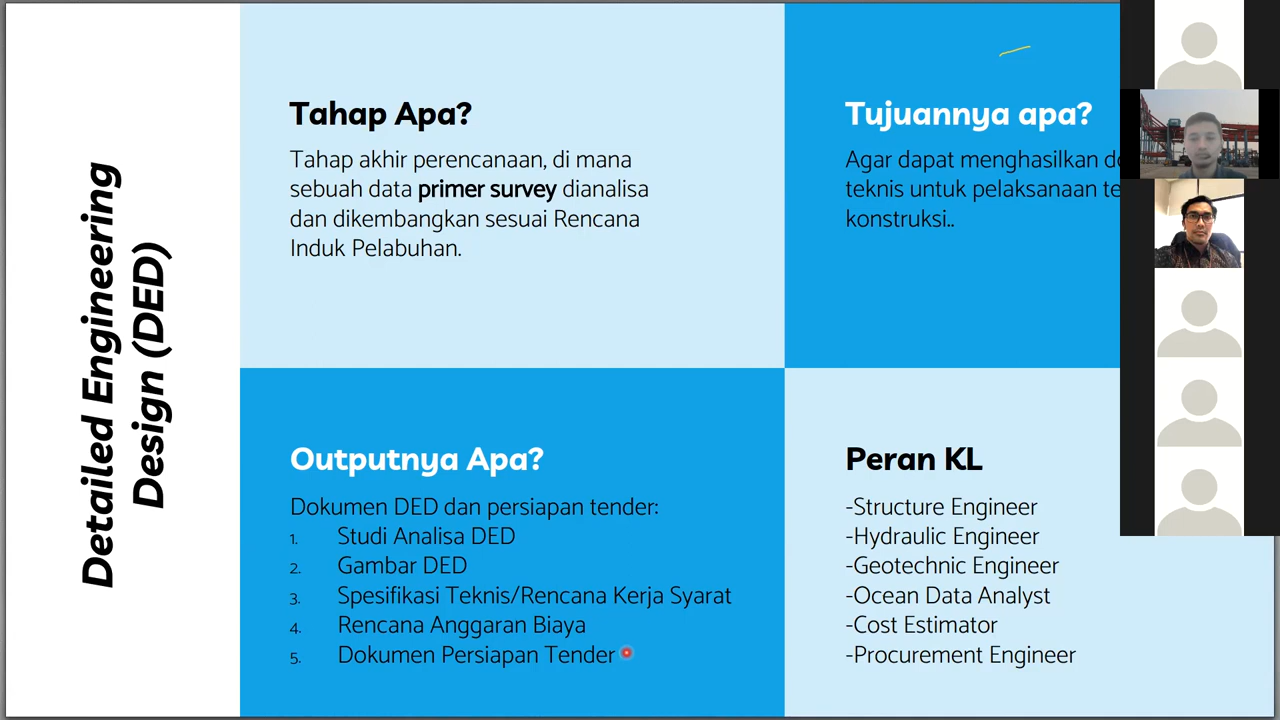 Detailed Engineering
Design (DED)
Tahap Apa?
Tahap akhir perencanaan, di mana
sebuah data primer survey dianalisa
dan dikembangkan sesuai Rencana
Induk Pelabuhan.
Tujuannya apa?
Agar dapat menghasilkan
teknis untuk pelaksanaan
konstruksi..
Outputnya Apa?
Dokumen DED dan persiapan tender:
1. Studi Analisa DED
2. Gambar DED
3. Spesifikasi Teknis/Rencana Kerja Syarat
4. Rencana Anggaran Biaya
5. Dokumen Persiapan Tender
Peran KL
-Structure Engineer
-Hydraulic Engineer
-Geotechnic Engineer
-Ocean Data Analyst
-Cost Estimator
-Procurement Engineer